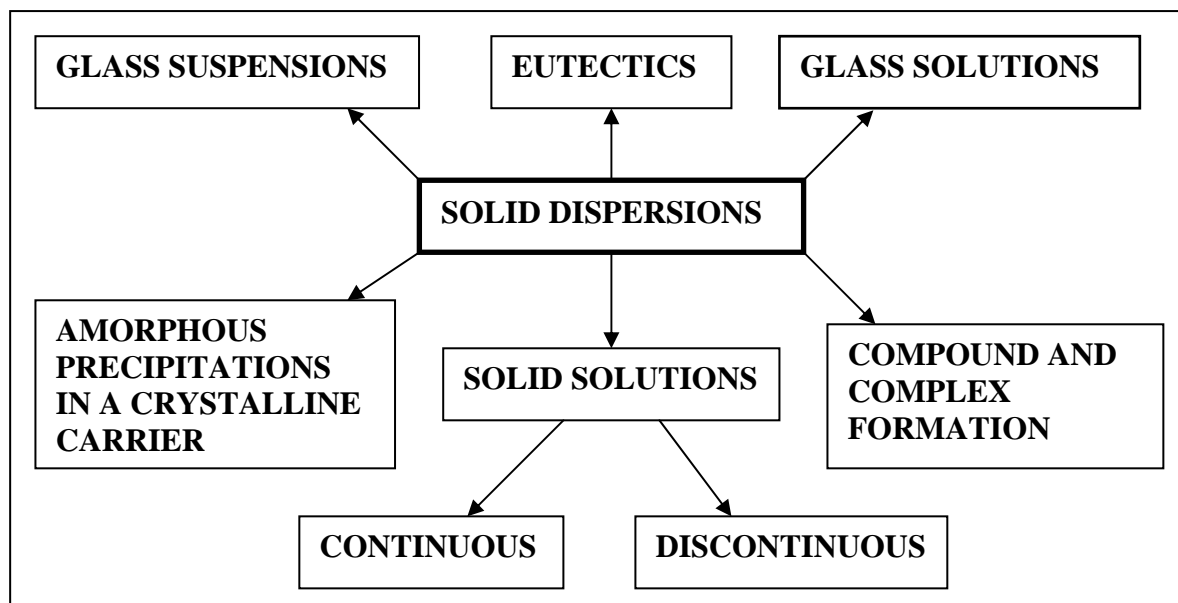 GLASS SUSPENSIONS
EUTECTICS
GLASS SOLUTIONS
SOLID DISPERSIONS
AMORPHOUS
PRECIPITATIONS
IN A CRYSTALLINE
CARRIER
SOLID SOLUTIONS
COMPOUND AND
COMPLEX
FORMATION
CONTINUOUS
DISCONTINUOUS